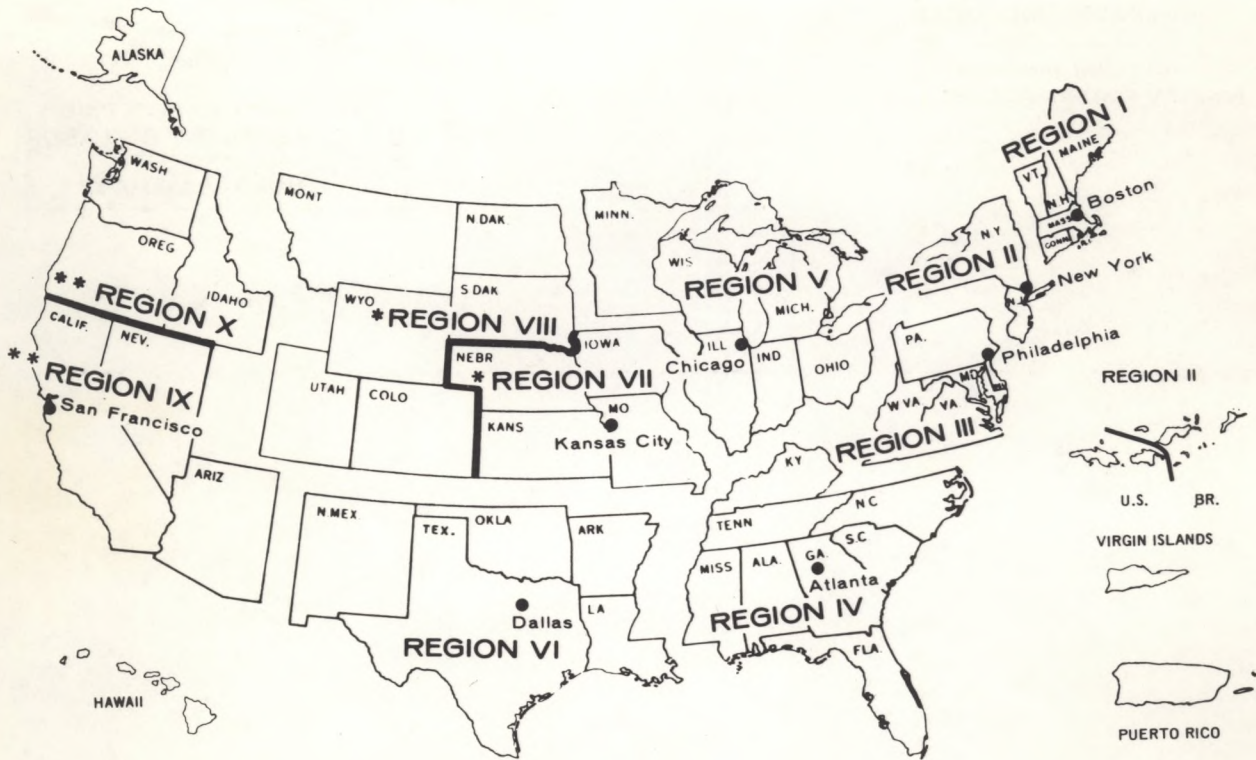 ALASKA
WASH
OREG
IDAHO
** REGION X
MONT
N.DAK.
S.DAK
WYO
*REGION VIII
MINN.
WIS
REGION V
MICH.
REGION I
MAINE
VT.
N.H.
MASS
CONN
R.I.
Boston
N.Y.
REGION II
New York
N.J.
PA.
Philadelphia
MD
W VA
VA
REGION III
CALIF.
NEV.
** REGION IX
San Francisco
UTAH
COLO
NEBR
* REGION VII
IOWA
KANS
MO
Kansas City
ILL
Chicago
IND
OHIO
KY
ARIZ
N.MEX.
TEX.
OKLA
ARK
LA
Dallas
REGION VI
TENN
N C
S.C.
MISS
ALA.
GA.
Atlanta
REGION IV
FLA.
HAWAII
REGION II
U.S. BR.
VIRGIN ISLANDS
PUERTO RICO